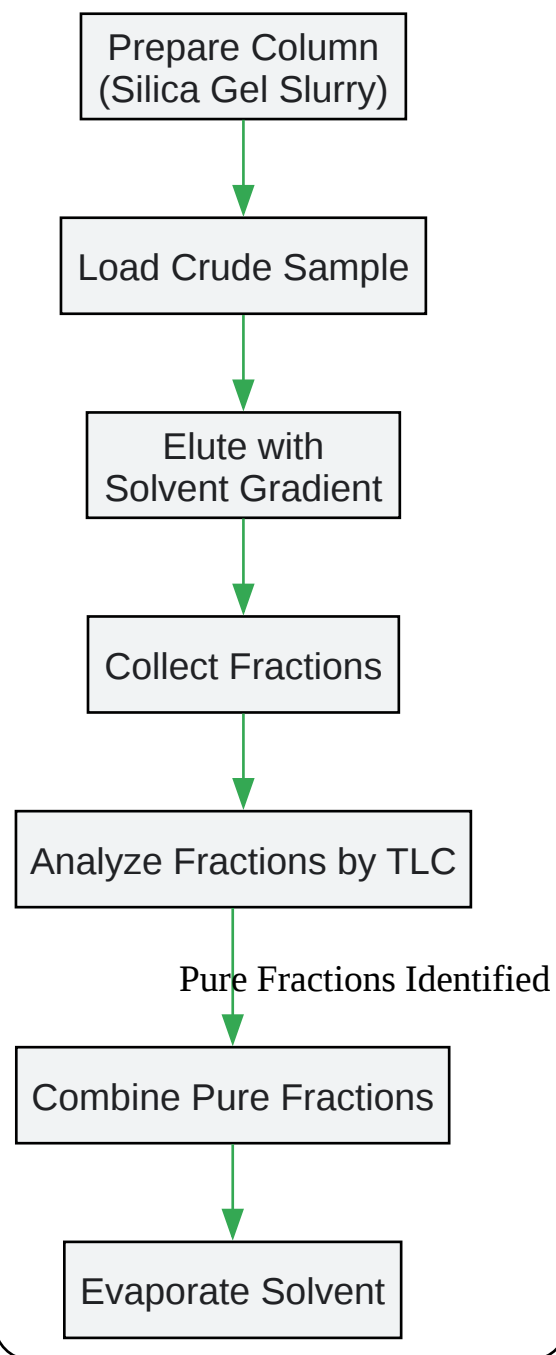 Prepare Column
(Silica Gel Slurry)
Load Crude Sample
Elute with
Solvent Gradient
Collect Fractions
Analyze Fractions by TLC
Pure Fractions Identified
Combine Pure Fractions
Evaporate Solvent